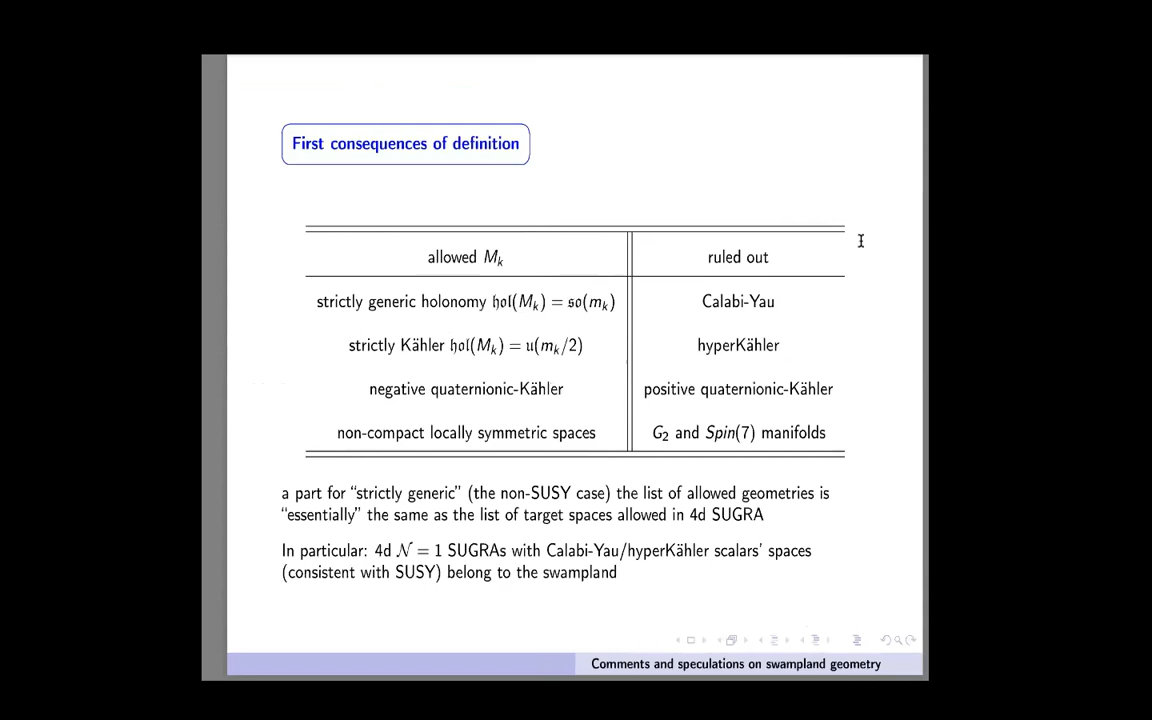 First consequences of definition
allowed M_k ruled out
strictly generic holonomy 𝔥𝔬𝔩(M_k) = 𝔰𝔬(m_k) Calabi-Yau
strictly Kähler 𝔥𝔬𝔩(M_k) = 𝔲(m_k/2) hyperKähler
negative quaternionic-Kähler positive quaternionic-Kähler
non-compact locally symmetric spaces G_2 and Spin(7) manifolds
a part for “strictly generic” (the non-SUSY case) the list of allowed geometries is
“essentially” the same as the list of target spaces allowed in 4d SUGRA
In particular: 4d 𝒩 = 1 SUGRAs with Calabi-Yau/hyperKähler scalars’ spaces
(consistent with SUSY) belong to the swampland
Comments and speculations on swampland geometry